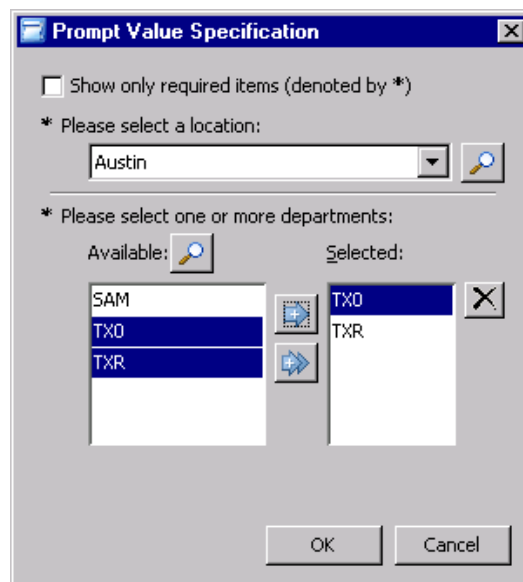 Prompt Value Specification
Show only required items (denoted by *)
* Please select a location:
Austin
* Please select one or more departments:
Available:
Selected:
SAM
TX0
TXR
TX0
TXR
OK
Cancel